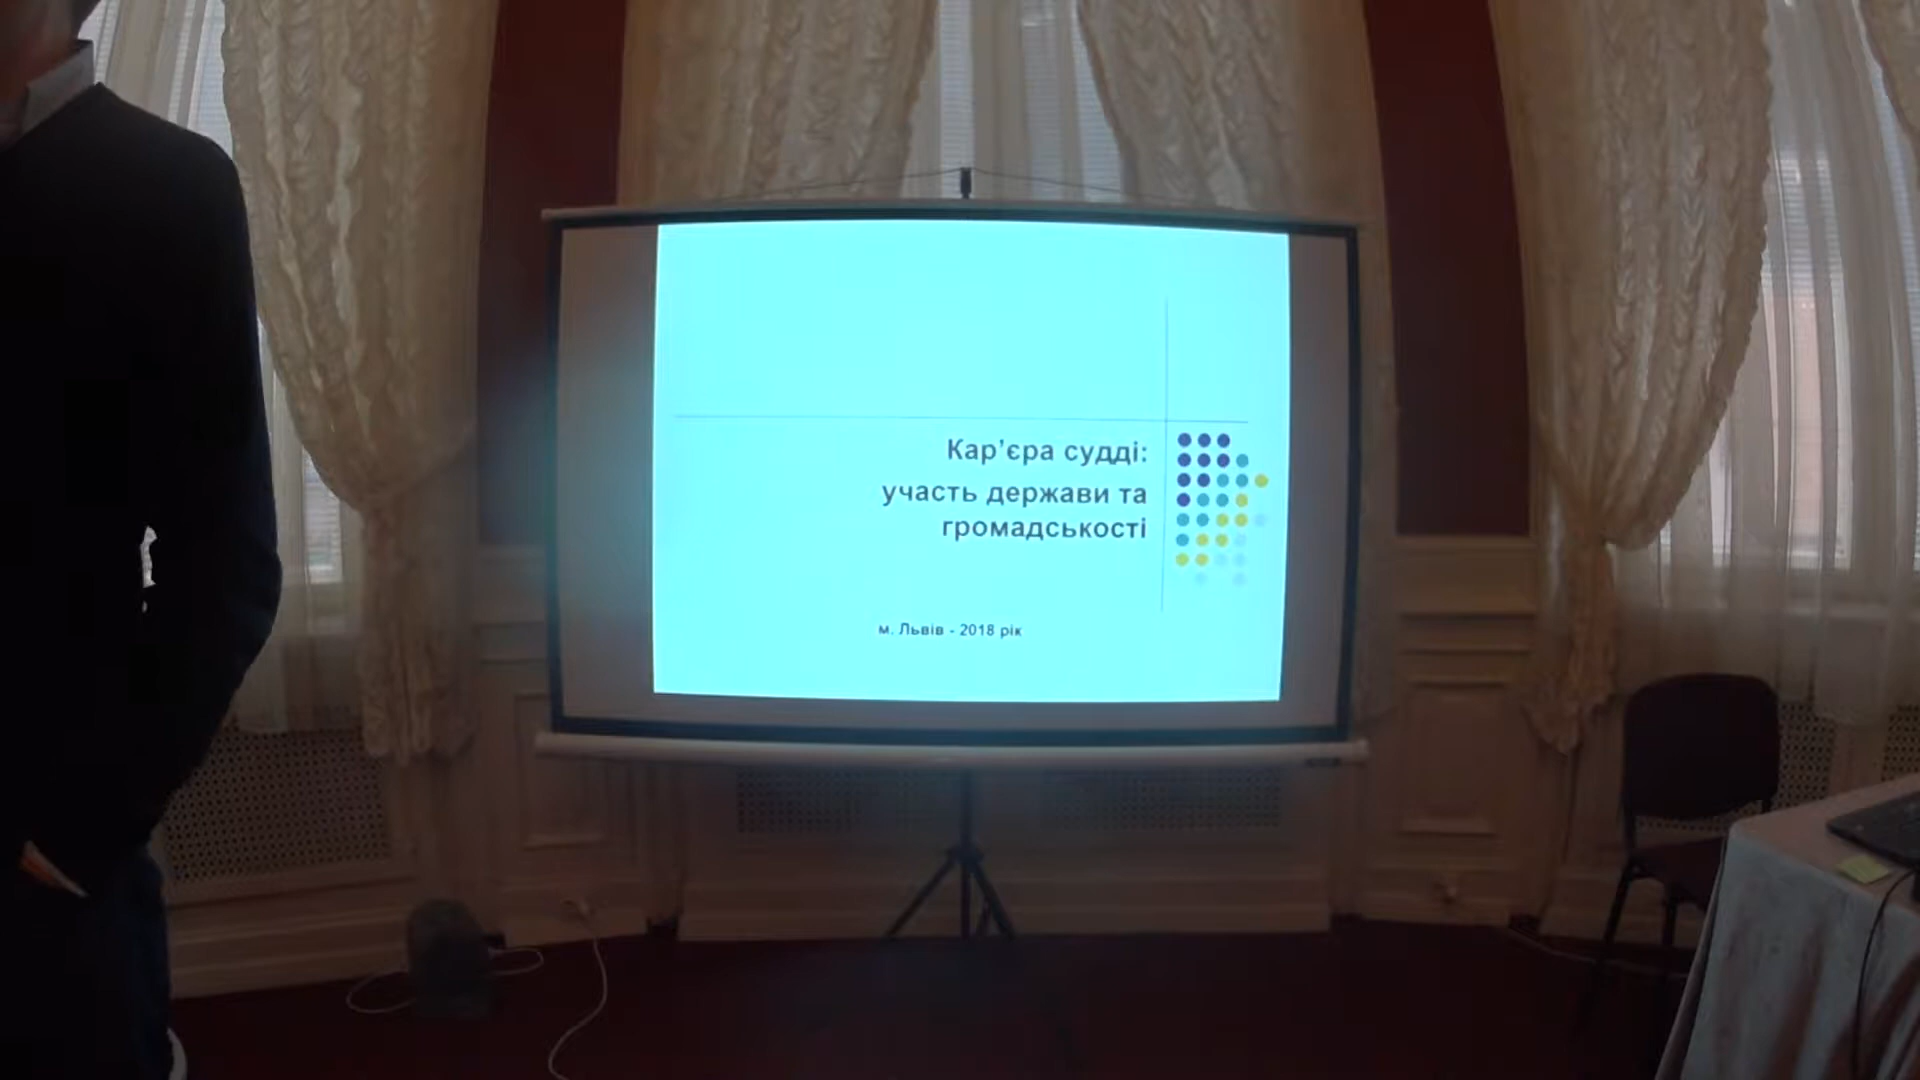 Кар’єра судді:
участь держави та
громадськості
м. Львів - 2018 рік